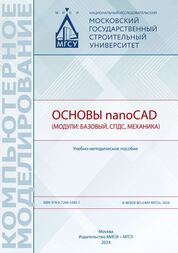 КОМПЬЮТЕРНОЕ
МОДЕЛИРОВАНИЕ
МИСИ
МГСУ
НАЦИОНАЛЬНЫЙ ИССЛЕДОВАТЕЛЬСКИЙ
МОСКОВСКИЙ
ГОСУДАРСТВЕННЫЙ
СТРОИТЕЛЬНЫЙ
УНИВЕРСИТЕТ
ОСНОВЫ nanoCAD
(МОДУЛИ: БАЗОВЫЙ, СПДС, МЕХАНИКА)
Учебно-методическое пособие
© ФГБОУ ВО «НИУ МГСУ», 2024
Москва
Издательство МИСИ – МГСУ
2024